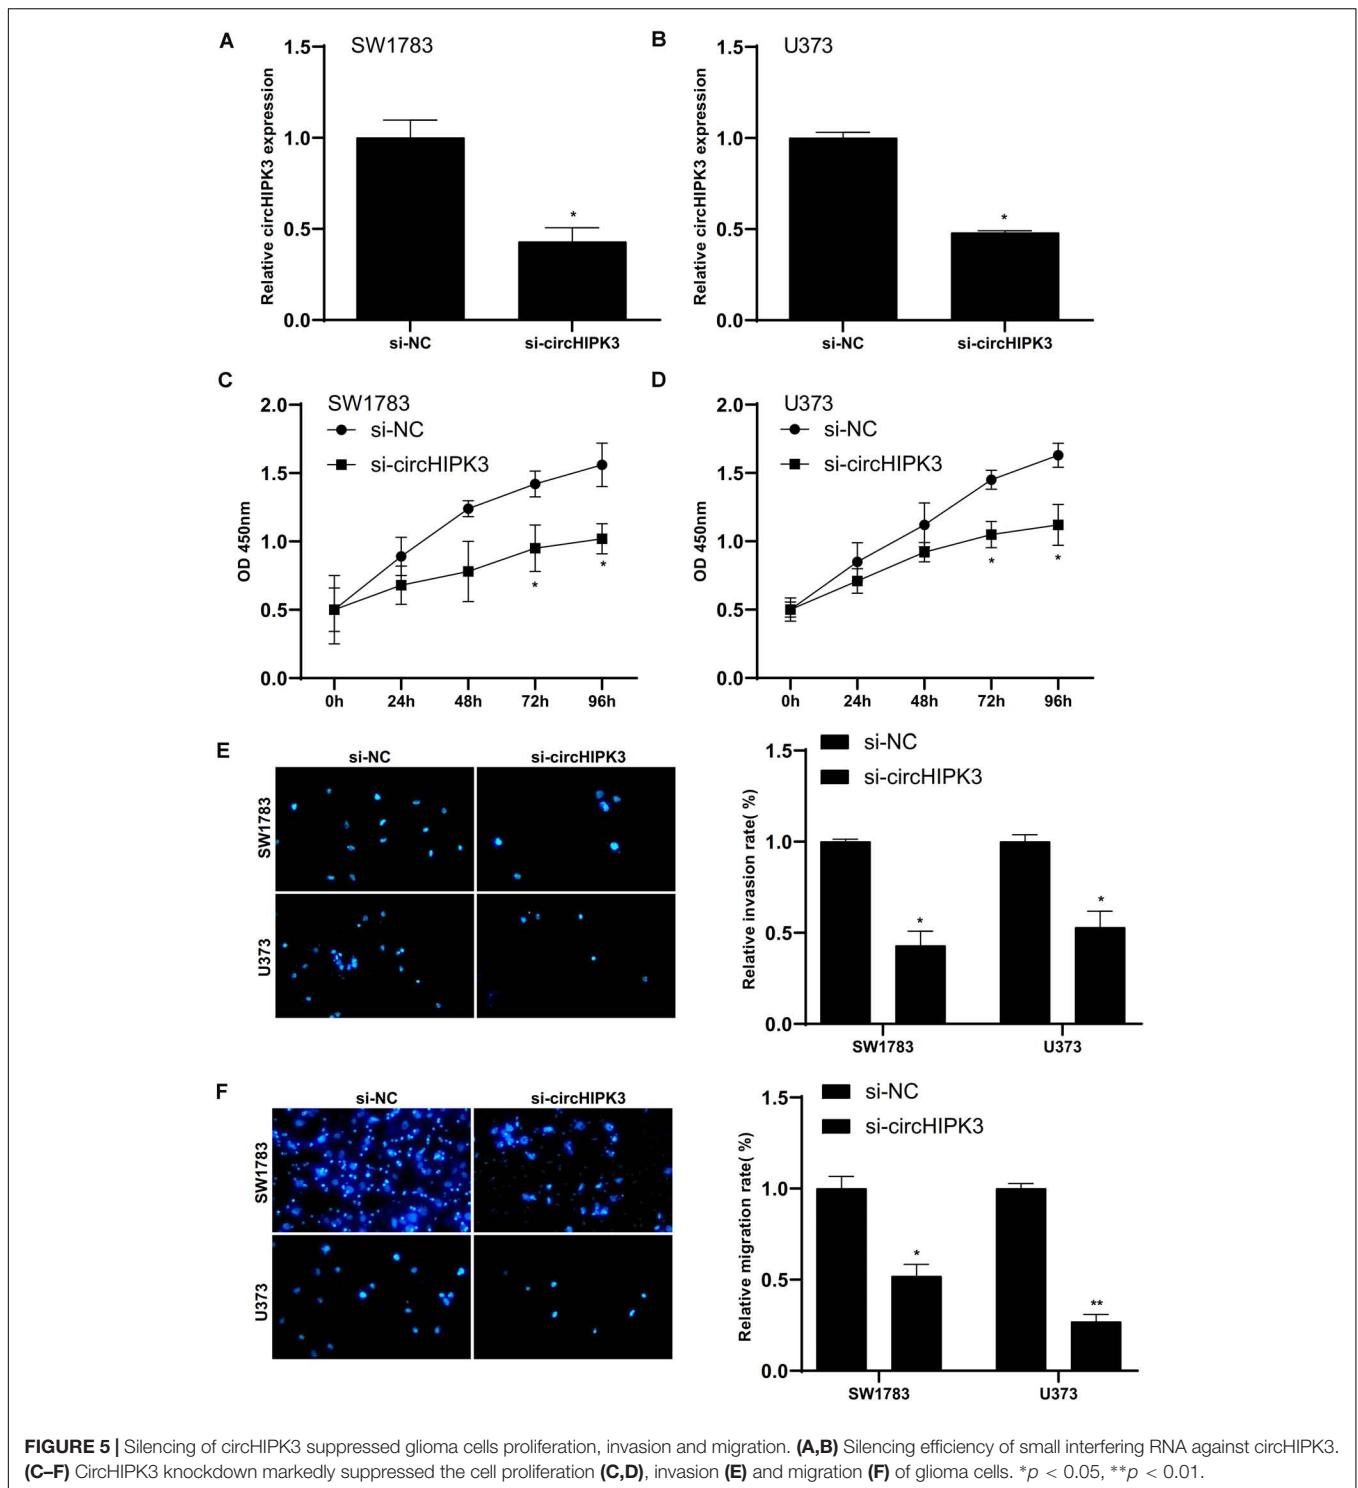 A
SW1783
Relative circHIPK3 expression
1.5
1.0
0.5
0.0
si-NC
si-circHIPK3
*
B
U373
Relative circHIPK3 expression
1.5
1.0
0.5
0.0
si-NC
si-circHIPK3
*
C
SW1783
si-NC
si-circHIPK3
OD 450nm
2.0
1.5
1.0
0.5
0.0
0h
24h
48h
72h
96h
*
*
D
U373
si-NC
si-circHIPK3
OD 450nm
2.0
1.5
1.0
0.5
0.0
0h
24h
48h
72h
96h
*
*
E
si-NC
si-circHIPK3
SW1783
U373
si-NC
si-circHIPK3
Relative invasion rate( %)
1.5
1.0
0.5
0.0
*
*
SW1783
U373
F
si-NC
si-circHIPK3
SW1783
U373
si-NC
si-circHIPK3
Relative migration rate( %)
1.5
1.0
0.5
0.0
*
**
SW1783
U373
FIGURE 5 | Silencing of circHIPK3 suppressed glioma cells proliferation, invasion and migration. (A,B) Silencing efficiency of small interfering RNA against circHIPK3.
(C–F) CircHIPK3 knockdown markedly suppressed the cell proliferation (C,D), invasion (E) and migration (F) of glioma cells. *p < 0.05, **p < 0.01.